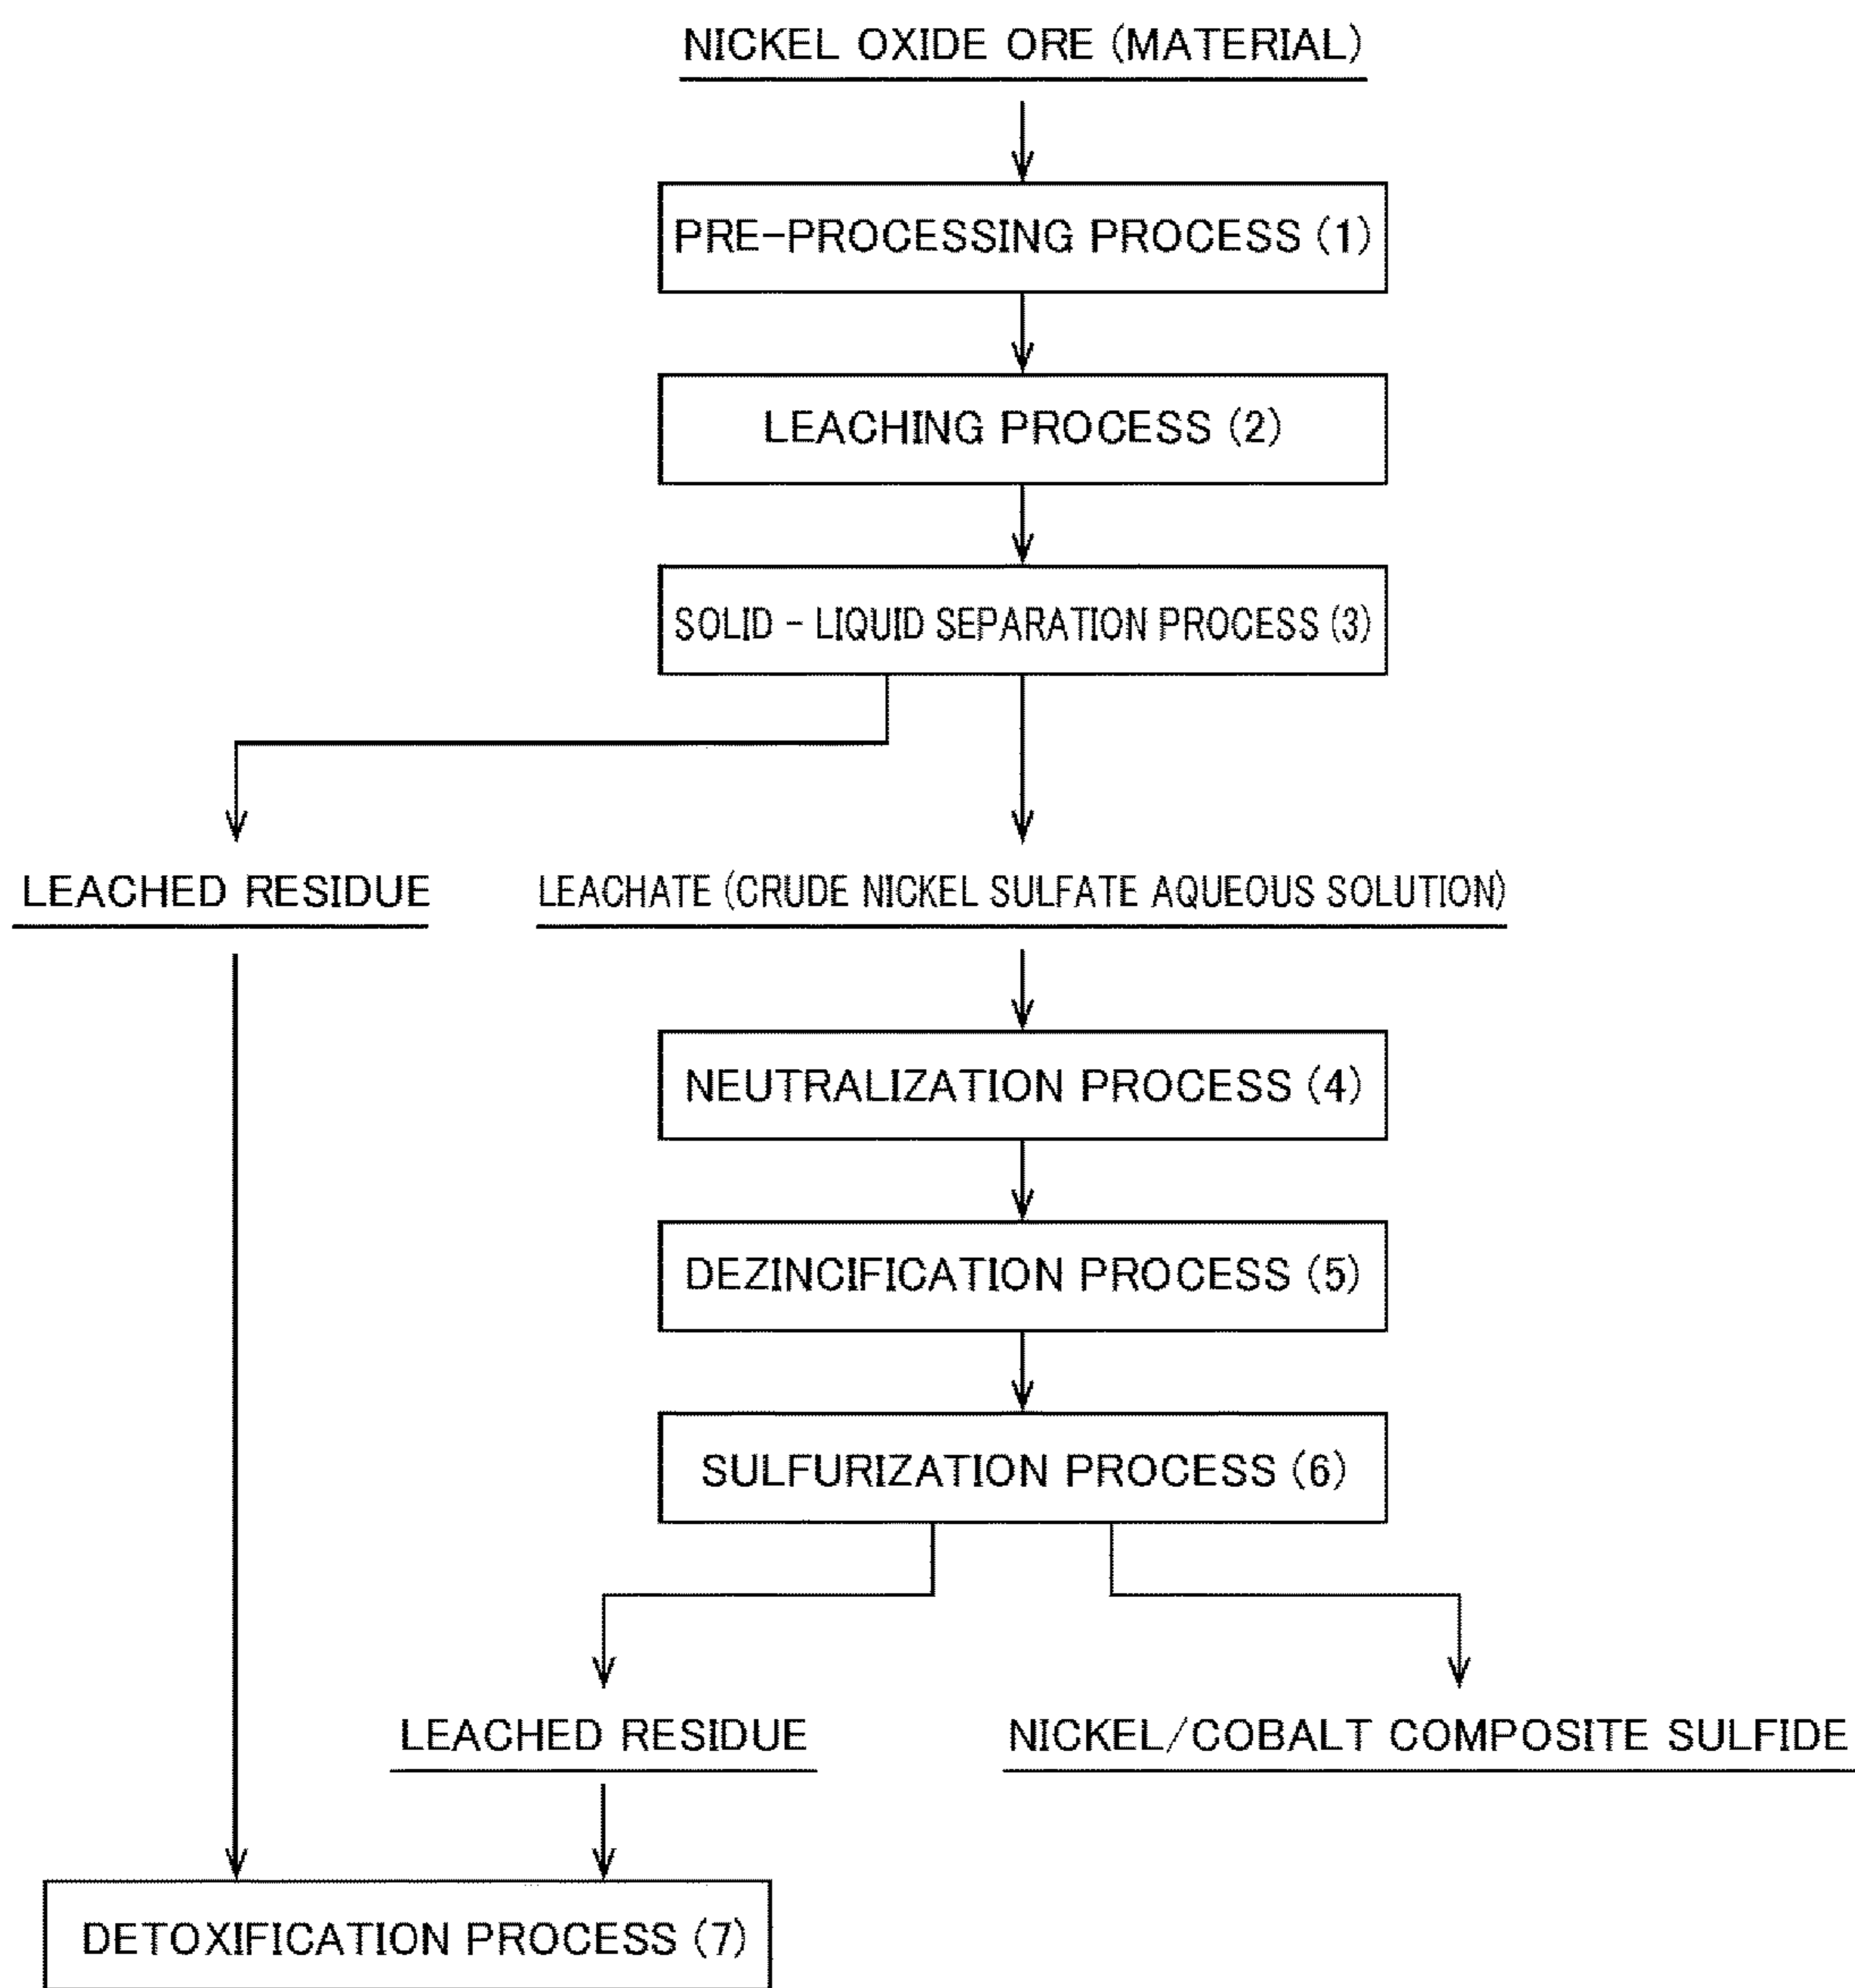 NICKEL OXIDE ORE (MATERIAL)
PRE-PROCESSING PROCESS (1)
LEACHING PROCESS (2)
SOLID - LIQUID SEPARATION PROCESS (3)
LEACHED RESIDUE
LEACHATE (CRUDE NICKEL SULFATE AQUEOUS SOLUTION)
NEUTRALIZATION PROCESS (4)
DEZINCIFICATION PROCESS (5)
SULFURIZATION PROCESS (6)
LEACHED RESIDUE
NICKEL/COBALT COMPOSITE SULFIDE
DETOXIFICATION PROCESS (7)